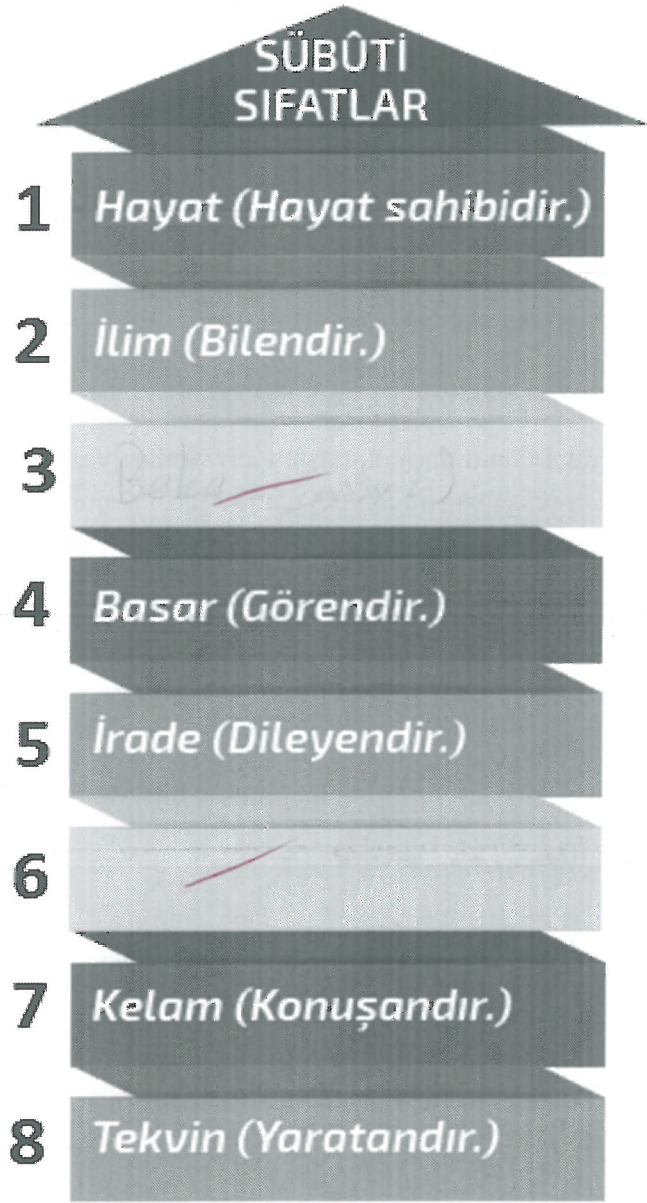 SÜBÛTİ
SIFATLAR
1 Hayat (Hayat sahibidir.)
2 İlim (Bilendir.)
3 Beka
4 Basar (Görendir.)
5 İrade (Dileyendir.)
6
7 Kelam (Konuşandır.)
8 Tekvin (Yaratandır.)